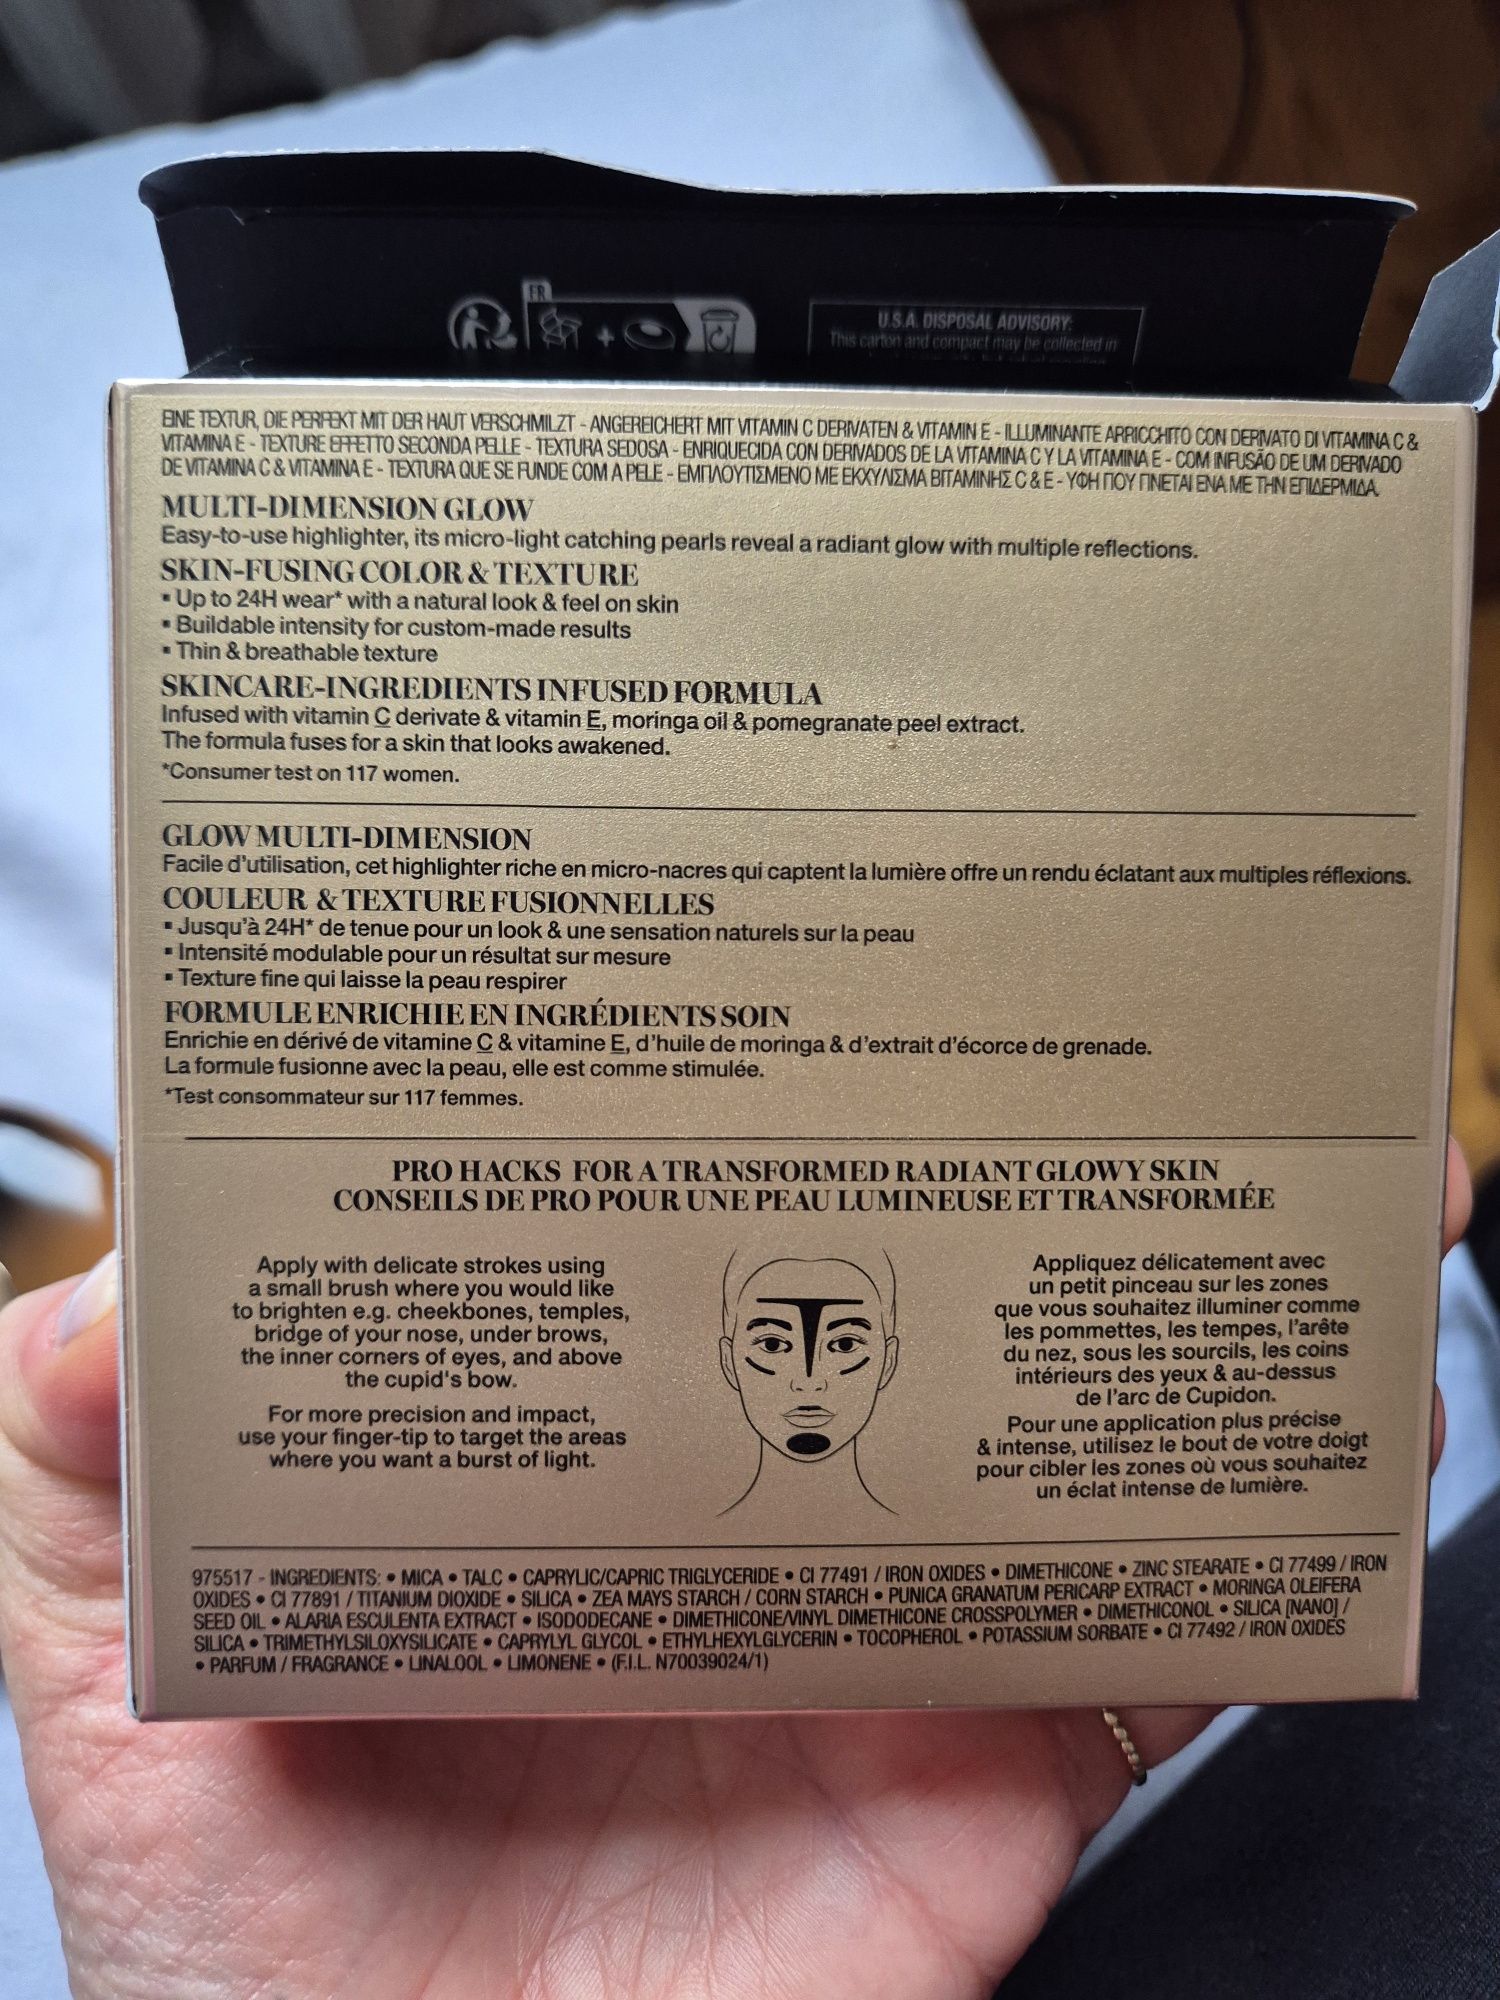 FR
+
U.S.A. DISPOSAL ADVISORY:
This carton and compact may be collected in
EINE TEXTUR, DIE PERFEKT MIT DER HAUT VERSCHMILZT - ANGEREICHERT MIT VITAMIN C DERIVATEN & VITAMIN E - ILLUMINANTE ARRICCHITO CON DERIVATO DI VITAMINA C &
VITAMINA E - TEXTURE EFFETTO SECONDA PELLE - TEXTURA SEDOSA - ENRIQUECIDA CON DERIVADOS DE LA VITAMINA C Y LA VITAMINA E - COM INFUSÃO DE UM DERIVADO
DE VITAMINA C & VITAMINA E - TEXTURA QUE SE FUNDE COM A PELE - ΕΜΠΛΟΥΤΙΣΜΕΝΟ ΜΕ ΕΚΧΥΛΙΣΜΑ ΒΙΤΑΜΙΝΗΣ C & E - ΥΦΗ ΠΟΥ ΓΙΝΕΤΑΙ ΕΝΑ ΜΕ ΤΗΝ ΕΠΙΔΕΡΜΙΔΑ.
MULTI-DIMENSION GLOW
Easy-to-use highlighter, its micro-light catching pearls reveal a radiant glow with multiple reflections.
SKIN-FUSING COLOR & TEXTURE
▪ Up to 24H wear* with a natural look & feel on skin
▪ Buildable intensity for custom-made results
▪ Thin & breathable texture
SKINCARE-INGREDIENTS INFUSED FORMULA
Infused with vitamin C derivate & vitamin E, moringa oil & pomegranate peel extract.
The formula fuses for a skin that looks awakened.
*Consumer test on 117 women.
GLOW MULTI-DIMENSION
Facile d'utilisation, cet highlighter riche en micro-nacres qui captent la lumière offre un rendu éclatant aux multiples réflexions.
COULEUR & TEXTURE FUSIONNELLES
▪ Jusqu'à 24H* de tenue pour un look & une sensation naturels sur la peau
▪ Intensité modulable pour un résultat sur mesure
▪ Texture fine qui laisse la peau respirer
FORMULE ENRICHIE EN INGRÉDIENTS SOIN
Enrichie en dérivé de vitamine C & vitamine E, d'huile de moringa & d'extrait d'écorce de grenade.
La formule fusionne avec la peau, elle est comme stimulée.
*Test consommateur sur 117 femmes.
PRO HACKS FOR A TRANSFORMED RADIANT GLOWY SKIN
CONSEILS DE PRO POUR UNE PEAU LUMINEUSE ET TRANSFORMÉE
Apply with delicate strokes using
a small brush where you would like
to brighten e.g. cheekbones, temples,
bridge of your nose, under brows,
the inner corners of eyes, and above
the cupid's bow.
For more precision and impact,
use your finger-tip to target the areas
where you want a burst of light.
Appliquez délicatement avec
un petit pinceau sur les zones
que vous souhaitez illuminer comme
les pommettes, les tempes, l'arête
du nez, sous les sourcils, les coins
intérieurs des yeux & au-dessus
de l'arc de Cupidon.
Pour une application plus précise
& intense, utilisez le bout de votre doigt
pour cibler les zones où vous souhaitez
un éclat intense de lumière.
975517 - INGREDIENTS: • MICA • TALC • CAPRYLIC/CAPRIC TRIGLYCERIDE • CI 77491 / IRON OXIDES • DIMETHICONE • ZINC STEARATE • CI 77499 / IRON
OXIDES • CI 77891 / TITANIUM DIOXIDE • SILICA • ZEA MAYS STARCH / CORN STARCH • PUNICA GRANATUM PERICARP EXTRACT • MORINGA OLEIFERA
SEED OIL • ALARIA ESCULENTA EXTRACT • ISODODECANE • DIMETHICONE/VINYL DIMETHICONE CROSSPOLYMER • DIMETHICONOL • SILICA [NANO] /
SILICA • TRIMETHYLSILOXYSILICATE • CAPRYLYL GLYCOL • ETHYLHEXYLGLYCERIN • TOCOPHEROL • POTASSIUM SORBATE • CI 77492 / IRON OXIDES
• PARFUM / FRAGRANCE • LINALOOL • LIMONENE • (F.I.L. N70039024/1)